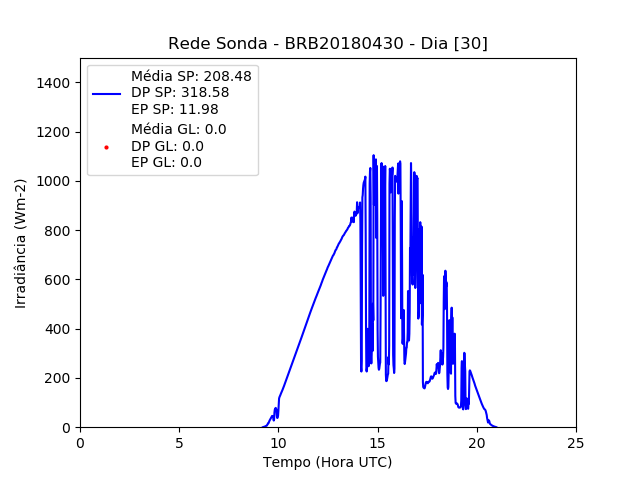 Rede Sonda - BRB20180430 - Dia [30]
Média SP: 208.48
DP SP: 318.58
EP SP: 11.98
Média GL: 0.0
DP GL: 0.0
EP GL: 0.0
Irradiância (Wm-2)
1400
1200
1000
800
600
400
200
0
0 5 10 15 20 25
Tempo (Hora UTC)